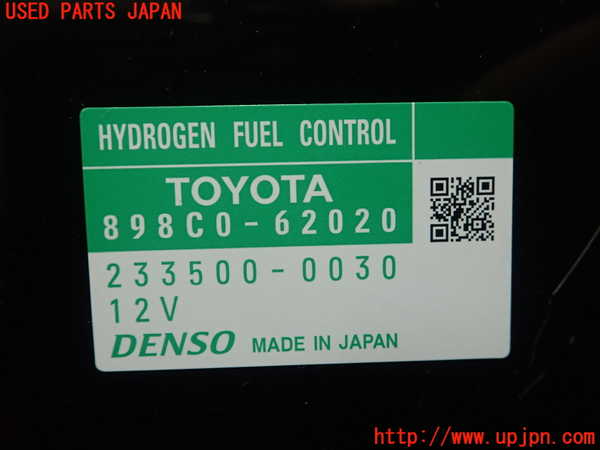 USED PARTS JAPAN
HYDROGEN FUEL CONTROL
TOYOTA
898C0-62020
233500-0030
12V
DENSO MADE IN JAPAN
http://www.upjpn.com/